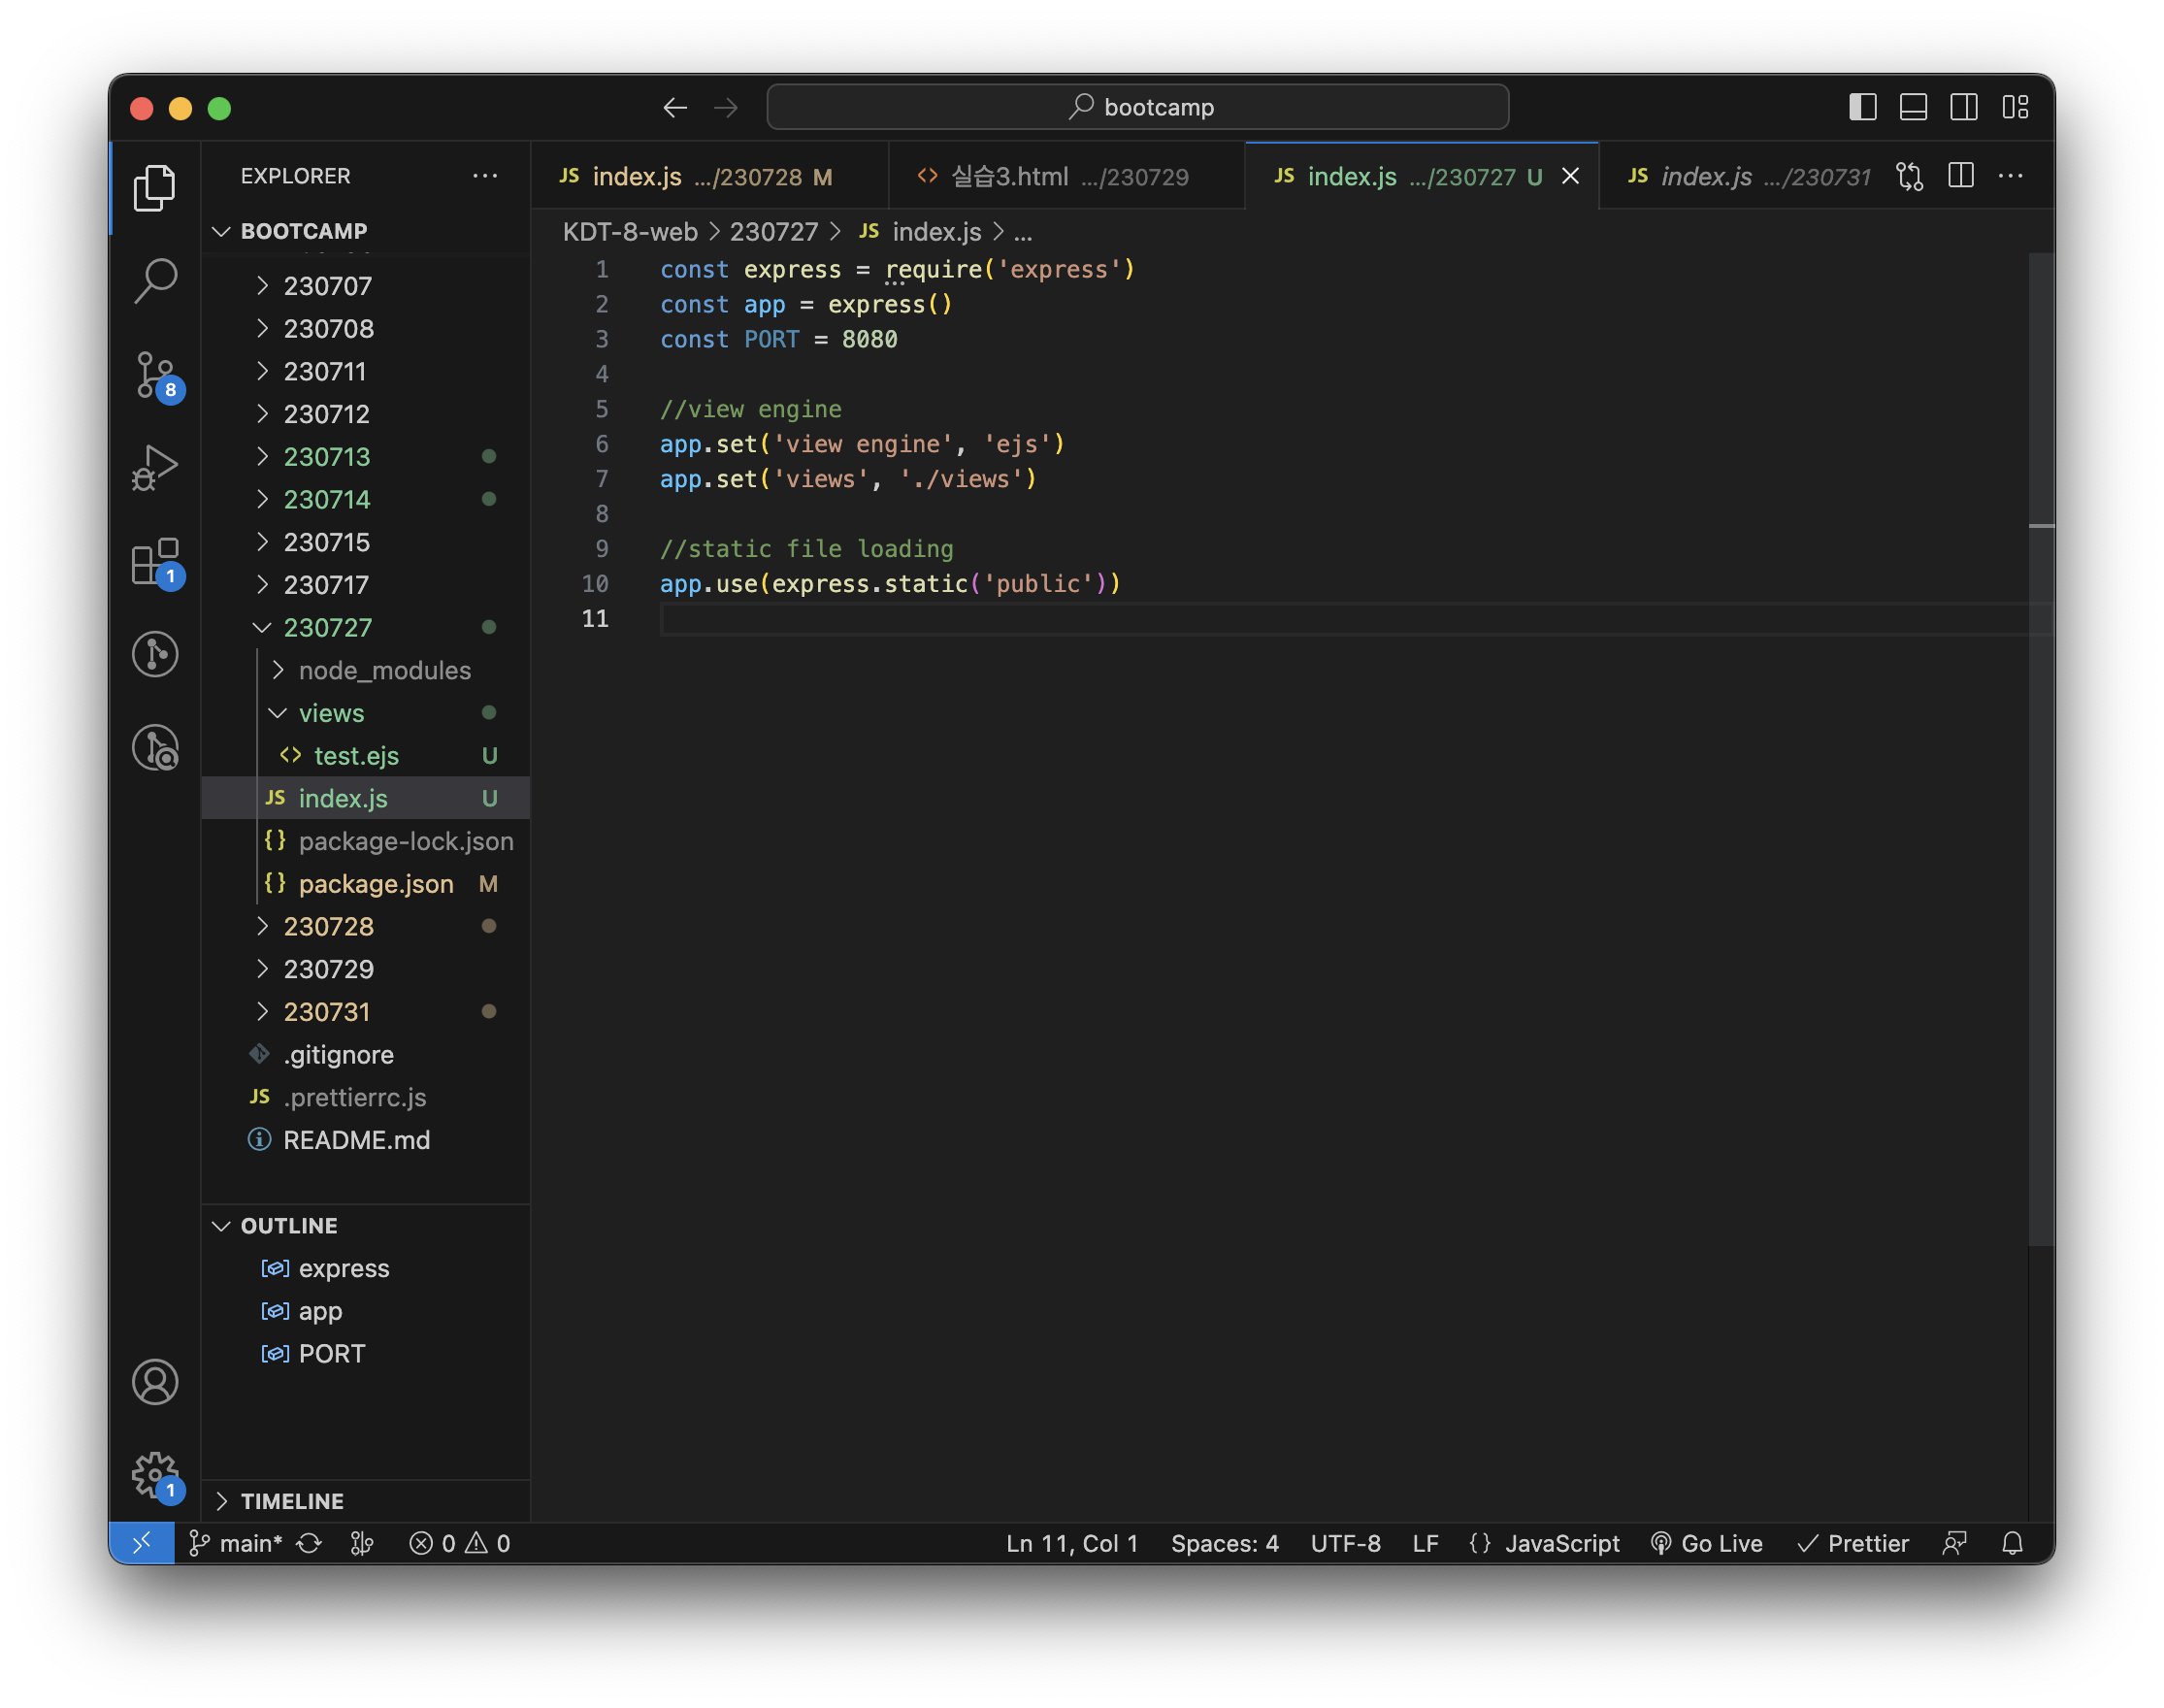 bootcamp
EXPLORER
BOOTCAMP
230707
230708
230711
230712
230713
230714
230715
230717
230727
node_modules
views
test.ejs U
JS index.js U
{} package-lock.json
{} package.json M
230728
230729
230731
.gitignore
JS .prettierrc.js
README.md
OUTLINE
express
app
PORT
TIMELINE
8
1
1
JS index.js .../230728 M
<> 실습3.html .../230729
JS index.js .../230727 U
JS index.js .../230731
KDT-8-web > 230727 > JS index.js > ...
1 const express = require('express')
2 const app = express()
3 const PORT = 8080
4
5 //view engine
6 app.set('view engine', 'ejs')
7 app.set('views', './views')
8
9 //static file loading
10 app.use(express.static('public'))
11
main* 0 0 Ln 11, Col 1 Spaces: 4 UTF-8 LF {} JavaScript Go Live Prettier